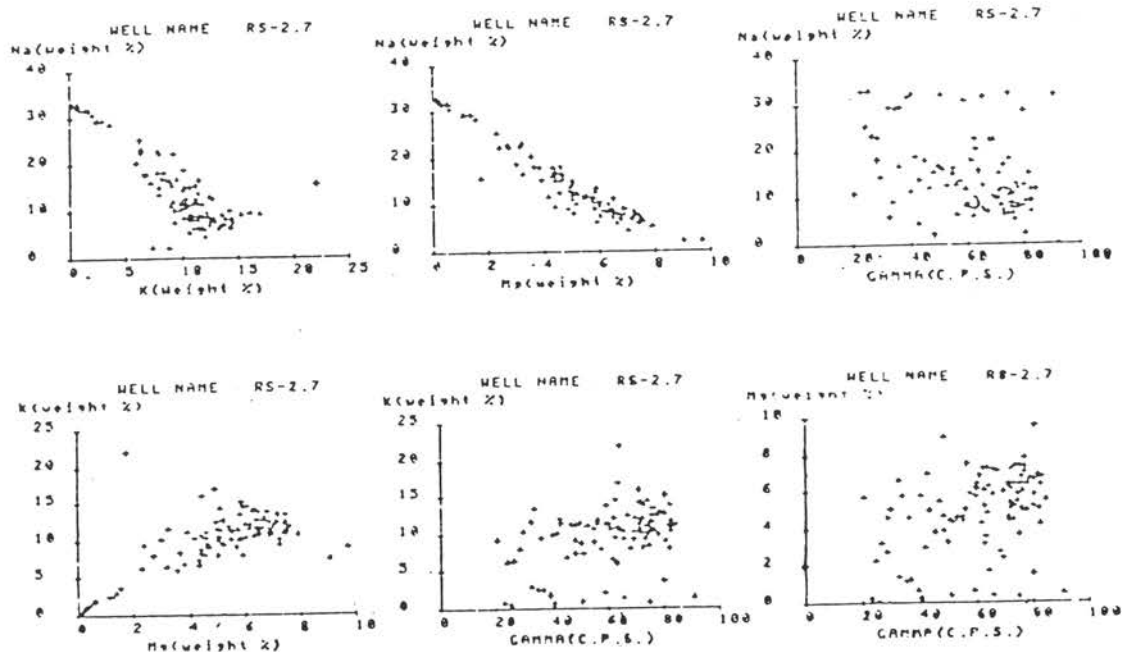 WELL NAME RS-2.7
Na(weight %)
40
30
20
10
0
0 5 10 15 20 25
K(weight %)
WELL NAME RS-2.7
Na(weight %)
40
30
20
10
0
0 2 4 6 8 10
Mg(weight %)
WELL NAME RS-2.7
Na(weight %)
40
30
20
10
0
0 20 40 60 80 100
GAMMA(C.P.S.)
WELL NAME RS-2.7
K(weight %)
25
20
15
10
5
0
0 2 4 6 8 10
Mg(weight %)
WELL NAME RS-2.7
K(weight %)
25
20
15
10
5
0
0 20 40 60 80 100
GAMMA(C.P.S.)
WELL NAME RS-2.7
Mg(weight %)
10
8
6
4
2
0
0 20 40 60 80 100
GAMMA(C.P.S.)